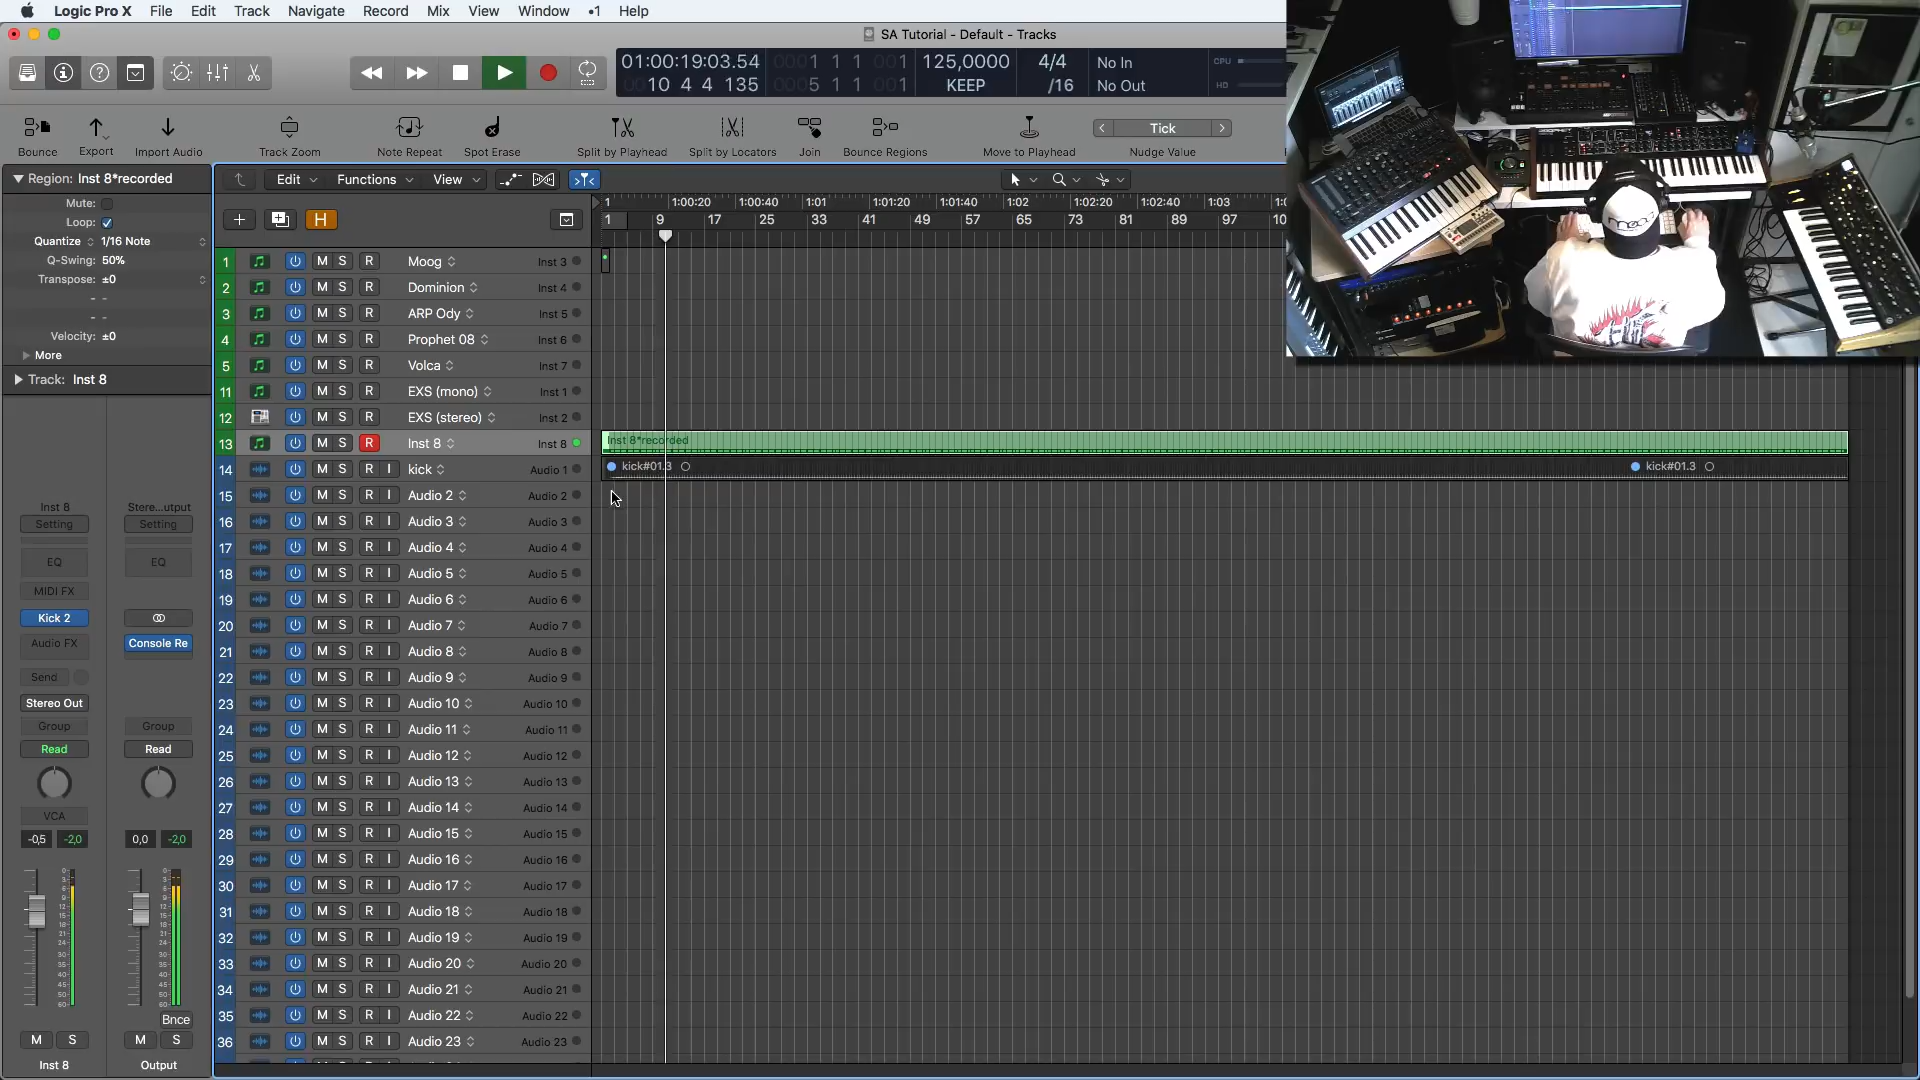 Logic Pro X File Edit Track Navigate Record Mix View Window •1 Help
SA Tutorial - Default - Tracks
01:00:19:03.54
10 4 4 135
0001 1 1 001
0005 1 1 001
125,0000
KEEP
4/4
/16
No In
No Out
CPU
HD
Bounce
Export
Import Audio
Track Zoom
Note Repeat
Spot Erase
Split by Playhead
Split by Locators
Join
Bounce Regions
Move to Playhead
Tick
Nudge Value
Region: Inst 8*recorded
Mute:
Loop:
Quantize 1/16 Note
Q-Swing: 50%
Transpose: ±0
Velocity: ±0
More
Track: Inst 8
Edit Functions View
H
1 1:00:20 1:00:40 1:01 1:01:20 1:01:40 1:02 1:02:20 1:02:40 1:03
1 9 17 25 33 41 49 57 65 73 81 89 97 10
1 M S R Moog Inst 3
2 M S R Dominion Inst 4
3 M S R ARP Ody Inst 5
4 M S R Prophet 08 Inst 6
5 M S R Volca Inst 7
11 M S R EXS (mono) Inst 1
12 M S R EXS (stereo) Inst 2
13 M S R Inst 8 Inst 8
Inst 8*recorded
14 M S R I kick Audio 1
kick#01.3
kick#01.3
15 M S R I Audio 2 Audio 2
16 M S R I Audio 3 Audio 3
17 M S R I Audio 4 Audio 4
18 M S R I Audio 5 Audio 5
19 M S R I Audio 6 Audio 6
20 M S R I Audio 7 Audio 7
21 M S R I Audio 8 Audio 8
22 M S R I Audio 9 Audio 9
23 M S R I Audio 10 Audio 10
24 M S R I Audio 11 Audio 11
25 M S R I Audio 12 Audio 12
26 M S R I Audio 13 Audio 13
27 M S R I Audio 14 Audio 14
28 M S R I Audio 15 Audio 15
29 M S R I Audio 16 Audio 16
30 M S R I Audio 17 Audio 17
31 M S R I Audio 18 Audio 18
32 M S R I Audio 19 Audio 19
33 M S R I Audio 20 Audio 20
34 M S R I Audio 21 Audio 21
35 M S R I Audio 22 Audio 22
36 M S R I Audio 23 Audio 23
Inst 8 Stere...utput
Setting Setting
EQ EQ
MIDI FX
Kick 2
Audio FX Console Re
Send
Stereo Out
Group Group
Read Read
VCA
-0,5 -2,0 0,0 -2,0
Bnce
M S M S
Inst 8 Output